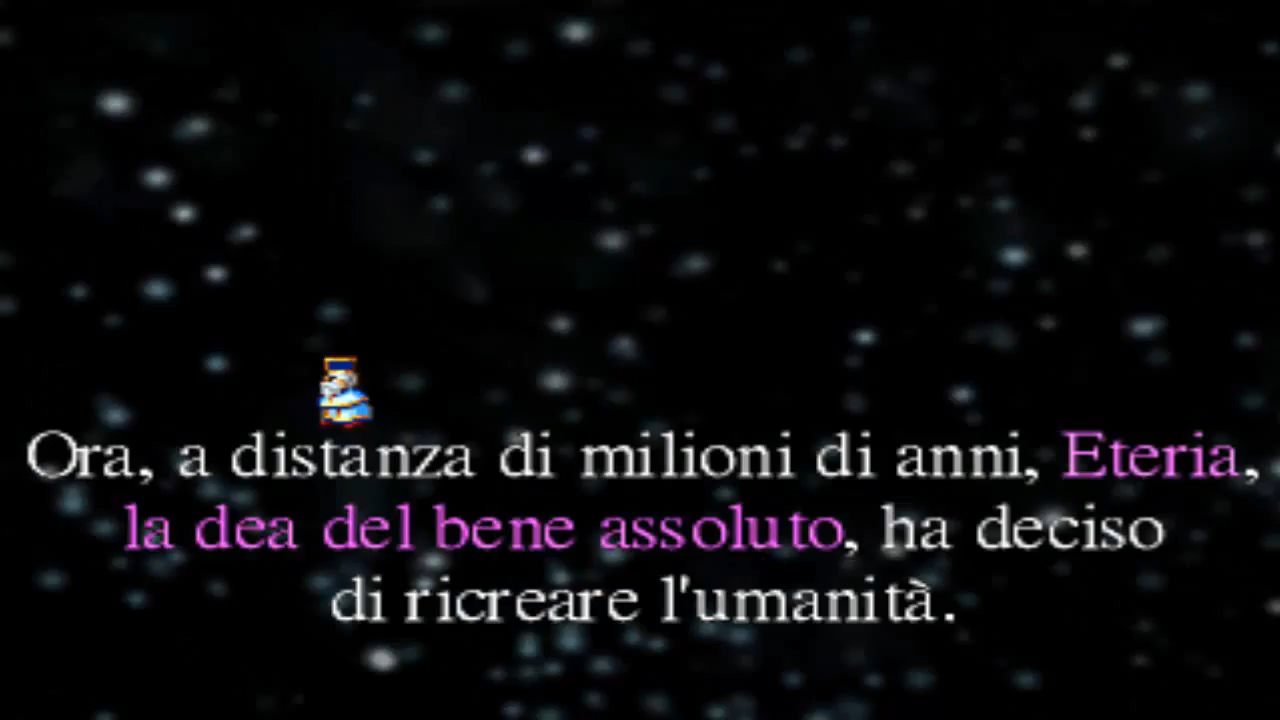 Ora, a distanza di milioni di anni, Eteria,
la dea del bene assoluto, ha deciso
di ricreare l'umanità.